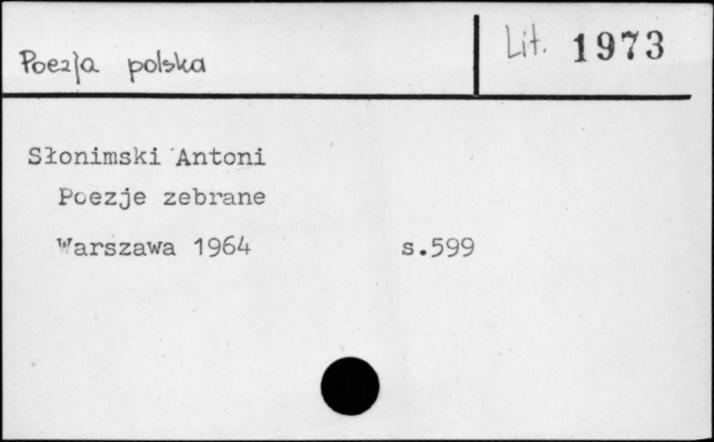 Poezja polska
Lit. 1973
Słonimski Antoni
Poezje zebrane
Warszawa 1964 s.599